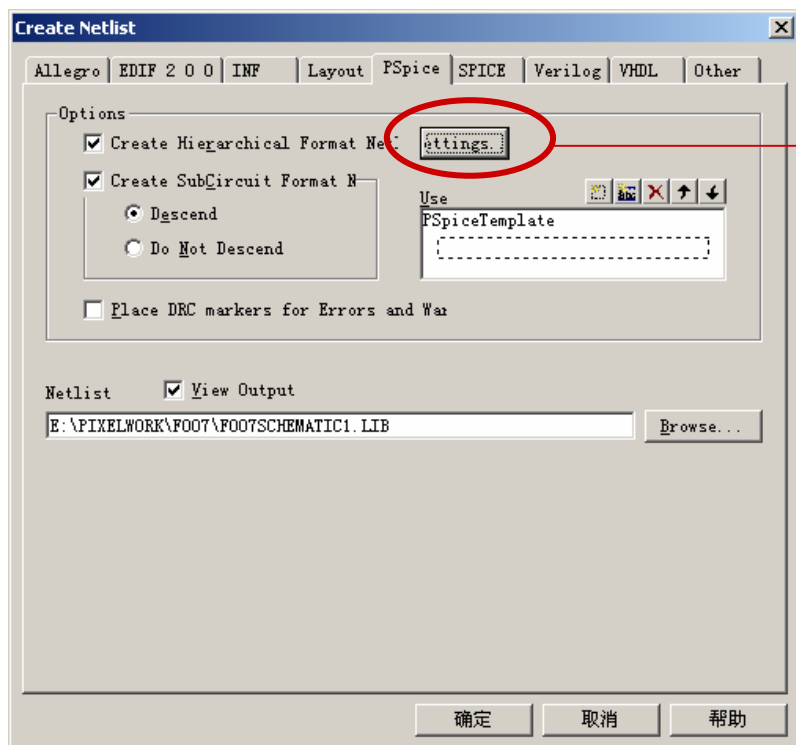 Create Netlist
Allegro EDIF 2 0 0 INF Layout PSpice SPICE Verilog VHDL Other
Options
Create Hierarchical Format Net
ettings.
Create SubCircuit Format N
Use
Descend
PSpiceTemplate
Do Not Descend
Place DRC markers for Errors and War
Netlist View Output
E:\PIXELWORK\F007\F007SCHEMATIC1.LIB
Browse...
确定 取消 帮助